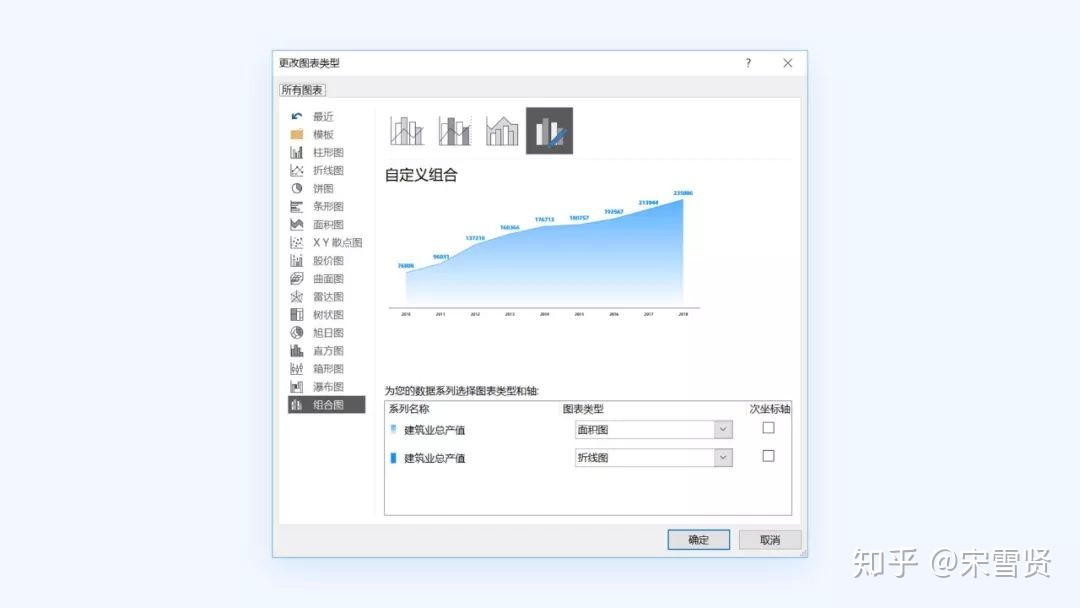 更改图表类型
?
所有图表
最近
模板
柱形图
折线图
饼图
条形图
面积图
X Y 散点图
股价图
曲面图
雷达图
树状图
旭日图
直方图
箱形图
瀑布图
组合图
自定义组合
96031
137218
160366
176713
180757
193567
213944
235086
2010 2011 2012 2013 2014 2015 2016 2017 2018
为您的数据系列选择图表类型和轴:
系列名称 图表类型 次坐标轴
建筑业总产值 面积图
建筑业总产值 折线图
确定 取消
知乎 @宋雪贤